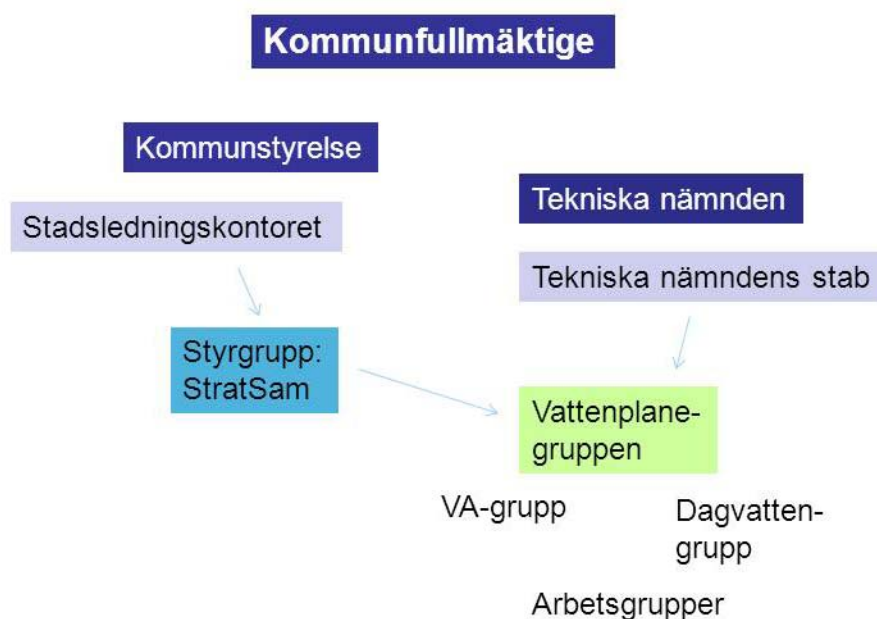 Kommunfullmäktige
Kommunstyrelse
Stadsledningskontoret
Tekniska nämnden
Tekniska nämndens stab
Styrgrupp:
StratSam
Vattenplane-
gruppen
VA-grupp
Dagvatten-
grupp
Arbetsgrupper